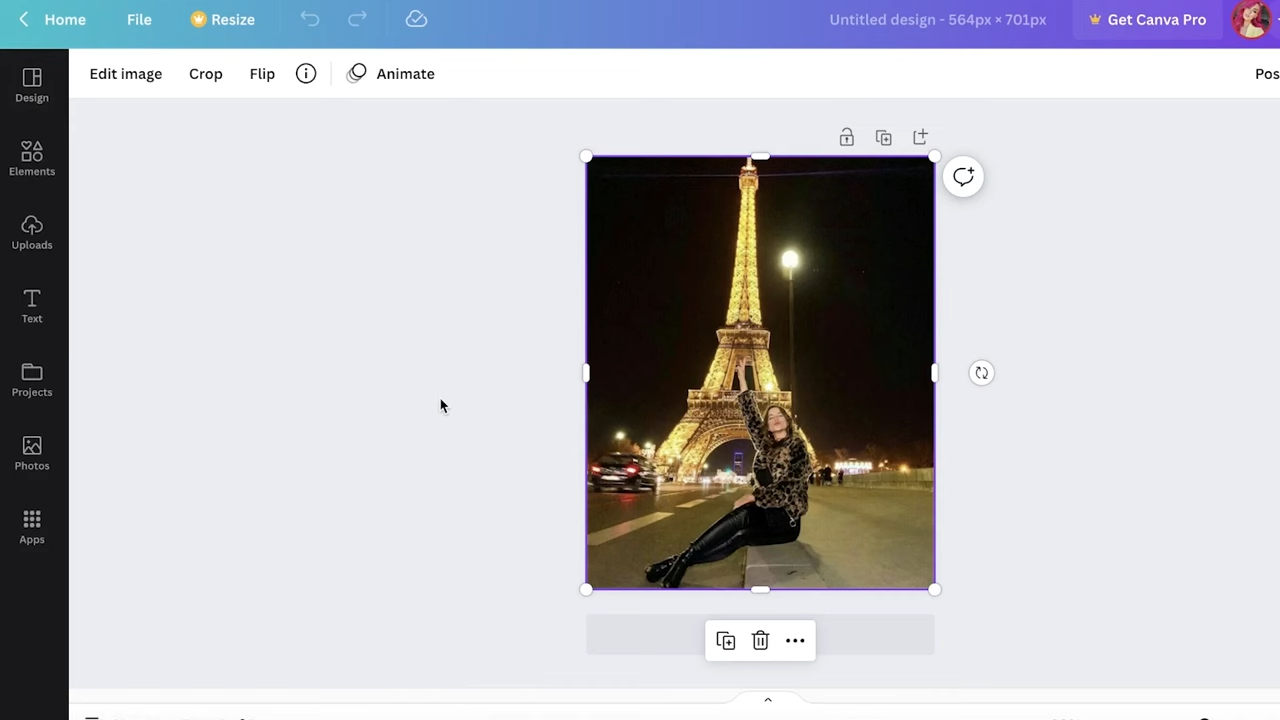 Home File Resize Untitled design - 564px × 701px Get Canva Pro
Edit image Crop Flip Animate Pos
Design
Elements
Uploads
Text
Projects
Photos
Apps